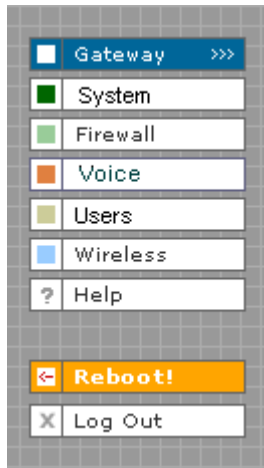 Gateway >>>
System
Firewall
Voice
Users
Wireless
? Help
<- Reboot!
X Log Out